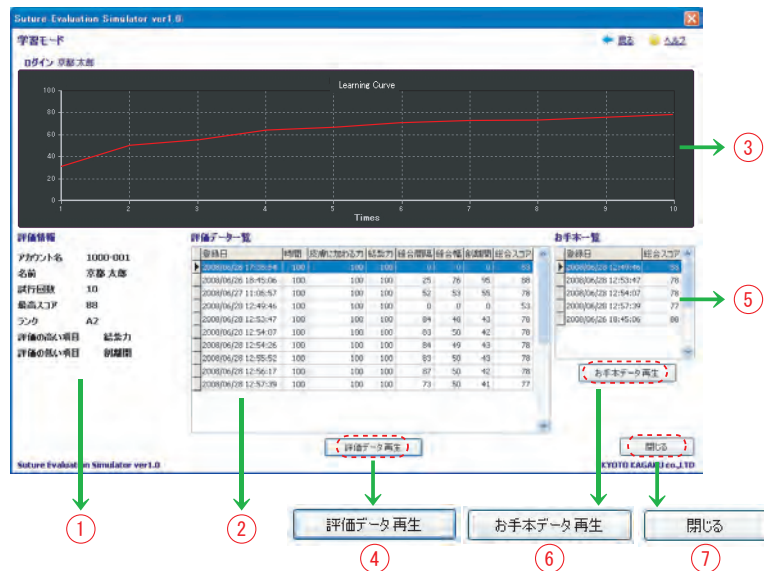 Suture Evaluation Simulator ver1.0
学習モード
戻る ヘルプ
ログイン 京都太郎
Learning Curve
100
80
60
40
20
0
1 2 3 4 5 6 7 8 9 10
Times
③
評価情報
アカウント名 1000-001
名前 京都 太郎
試行回数 10
最高スコア 88
ランク A2
評価の高い項目 結紮力
評価の低い項目 創離開
評価データ一覧
登録日 時間 皮膚に加わる力 結紮力 縫合間隔 縫合幅 創離開 総合スコア
100 100 100 0 0 0 53
2008/06/26 18:45:06 100 100 100 25 76 95 88
2008/06/27 11:06:57 100 100 100 52 53 55 78
2008/06/28 12:49:46 100 100 100 0 0 0 53
2008/06/28 12:53:47 100 100 100 84 48 43 78
2008/06/28 12:54:07 100 100 100 83 50 42 78
2008/06/28 12:54:26 100 100 100 84 49 43 78
2008/06/28 12:55:52 100 100 100 83 50 43 78
2008/06/28 12:56:17 100 100 100 87 50 42 78
2008/06/28 12:57:39 100 100 100 73 50 41 77
評価データ再生
お手本一覧
登録日 総合スコア
2008/06/28 12:49:46 53
2008/06/28 12:53:47 78
2008/06/28 12:54:07 78
2008/06/28 12:57:39 77
2008/06/26 18:45:06 88
⑤
お手本データ再生
閉じる
Suture Evaluation Simulator ver1.0
KYOTO KAGAKU co.,LTD
① ②
評価データ再生 お手本データ再生 閉じる
④ ⑥ ⑦